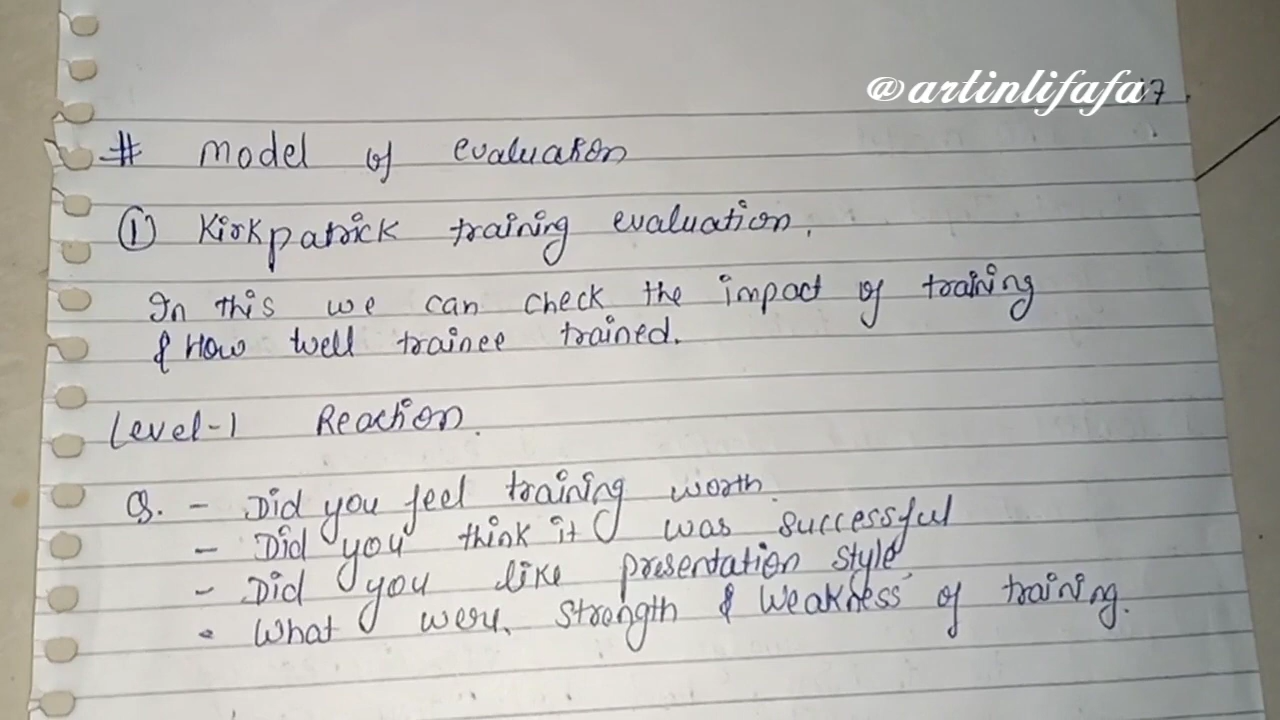 @artinlifafa
17.
# model of evaluation
① Kirkpatrick training evaluation.
In this we can check the impact of training
& How well trainee trained.
Level-1 Reaction.
Q. - Did you feel training worth.
- Did you think it was successful
- Did you like presentation style
- What were strength & weakness of training.